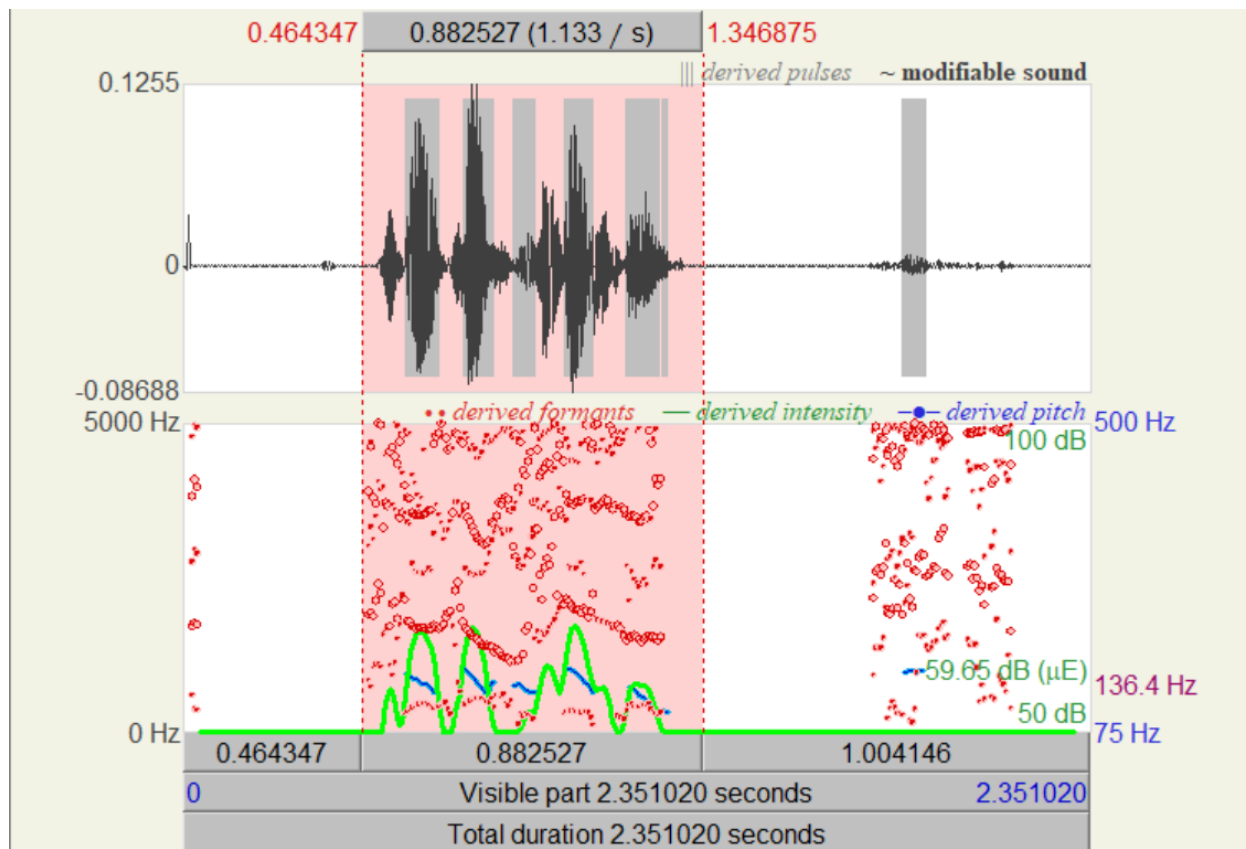 0.464347 0.882527 (1.133 / s) 1.346875
||| derived pulses ~ modifiable sound
0.1255
0
-0.08688
•• derived formants — derived intensity –●– derived pitch
5000 Hz 500 Hz
100 dB
59.65 dB (µE)
136.4 Hz
50 dB
0 Hz 75 Hz
0.464347 0.882527 1.004146
0 Visible part 2.351020 seconds 2.351020
Total duration 2.351020 seconds